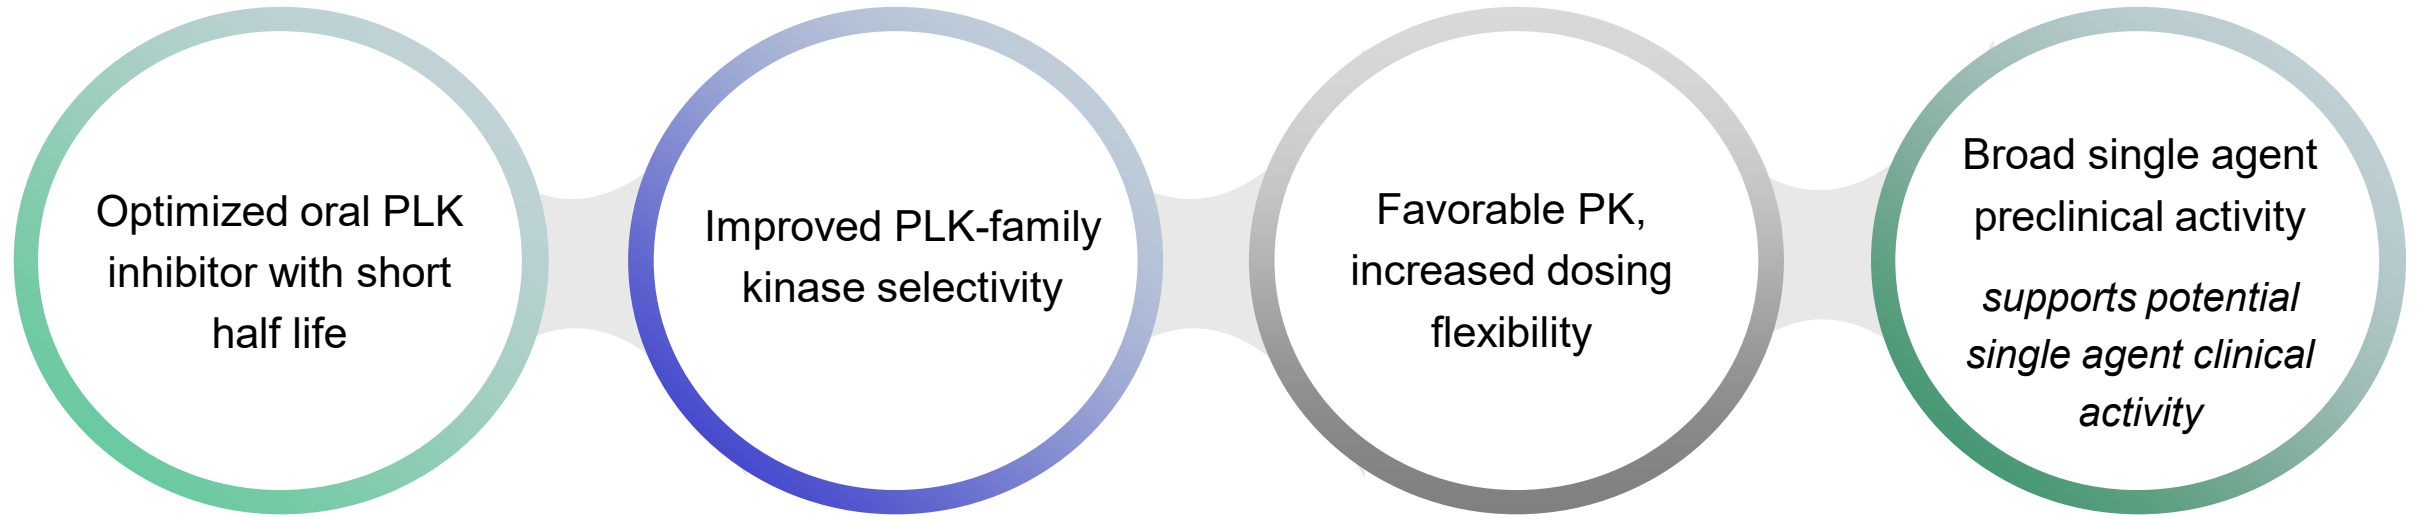 Optimized oral PLK
inhibitor with short
half life
Improved PLK-family
kinase selectivity
Favorable PK,
increased dosing
flexibility
Broad single agent
preclinical activity
supports potential
single agent clinical
activity